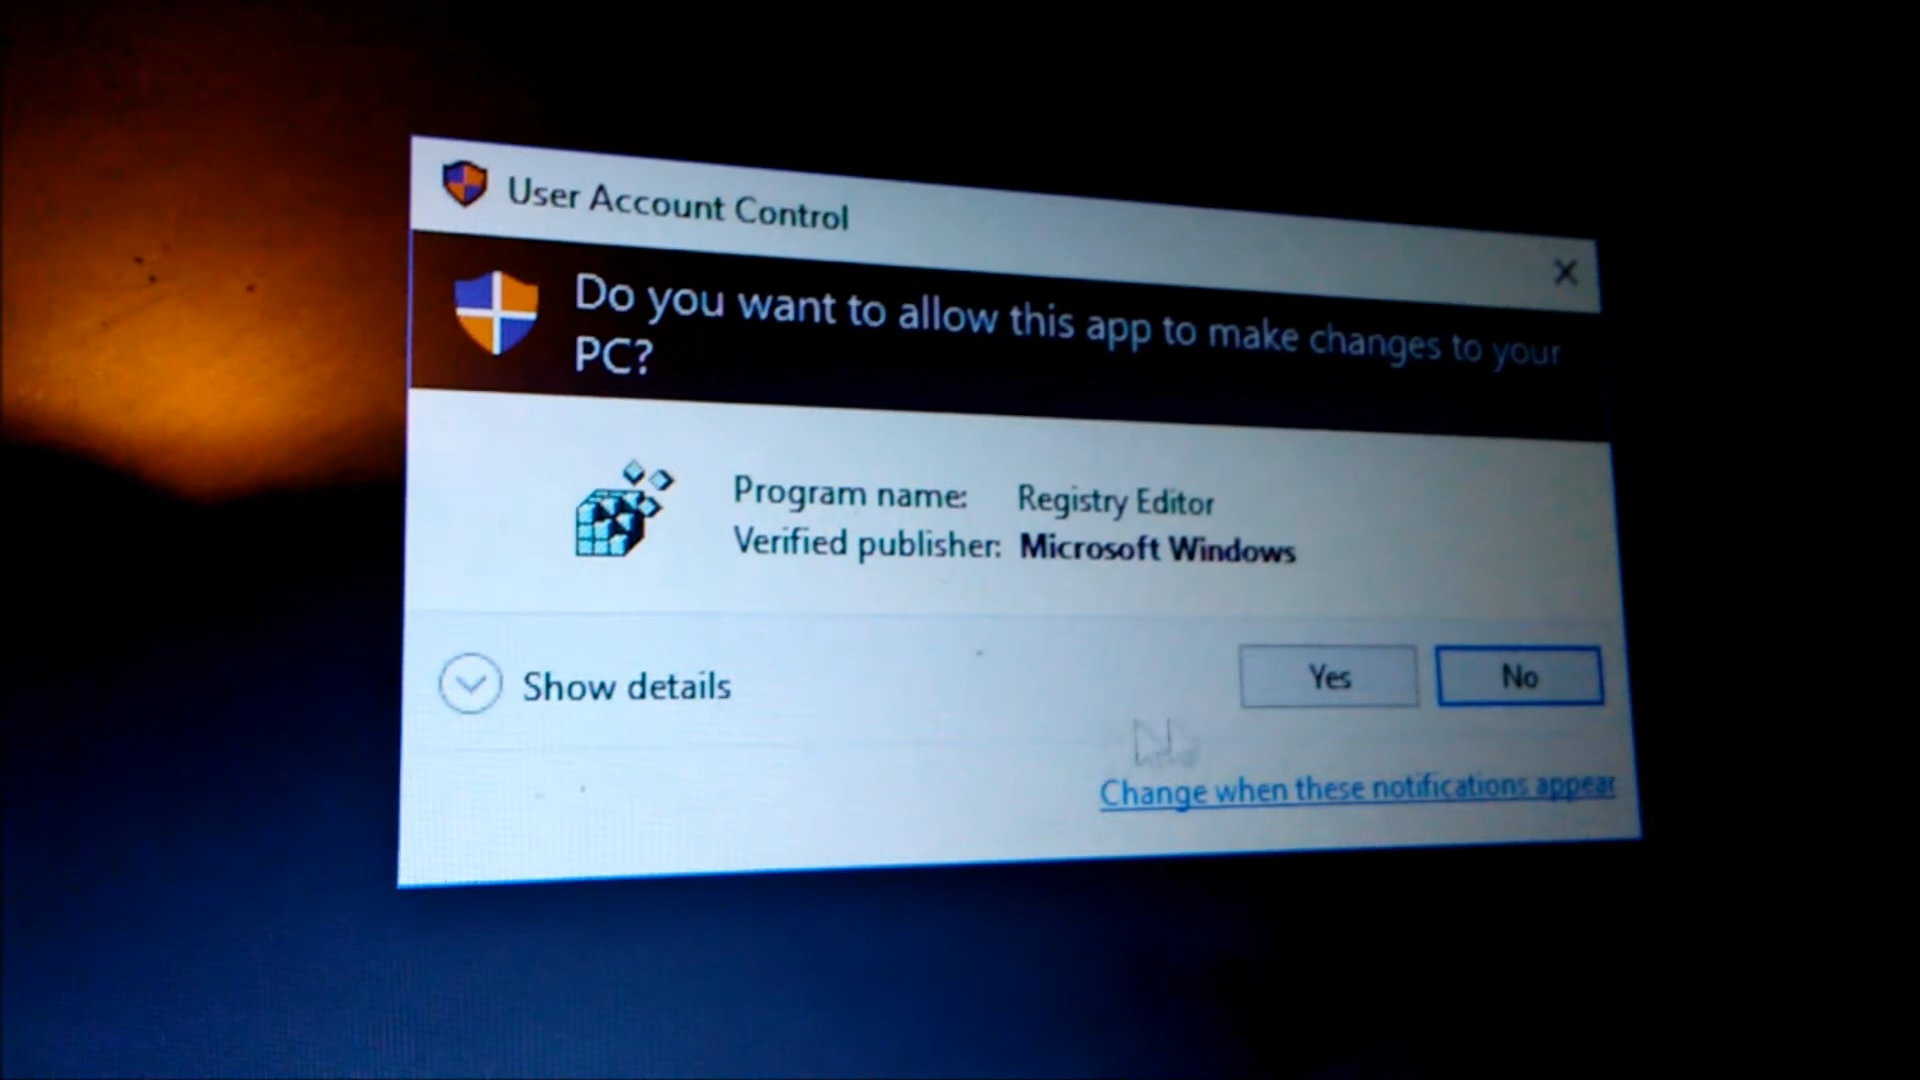 User Account Control
Do you want to allow this app to make changes to your
PC?
Program name: Registry Editor
Verified publisher: Microsoft Windows
Show details
Yes
No
Change when these notifications appear